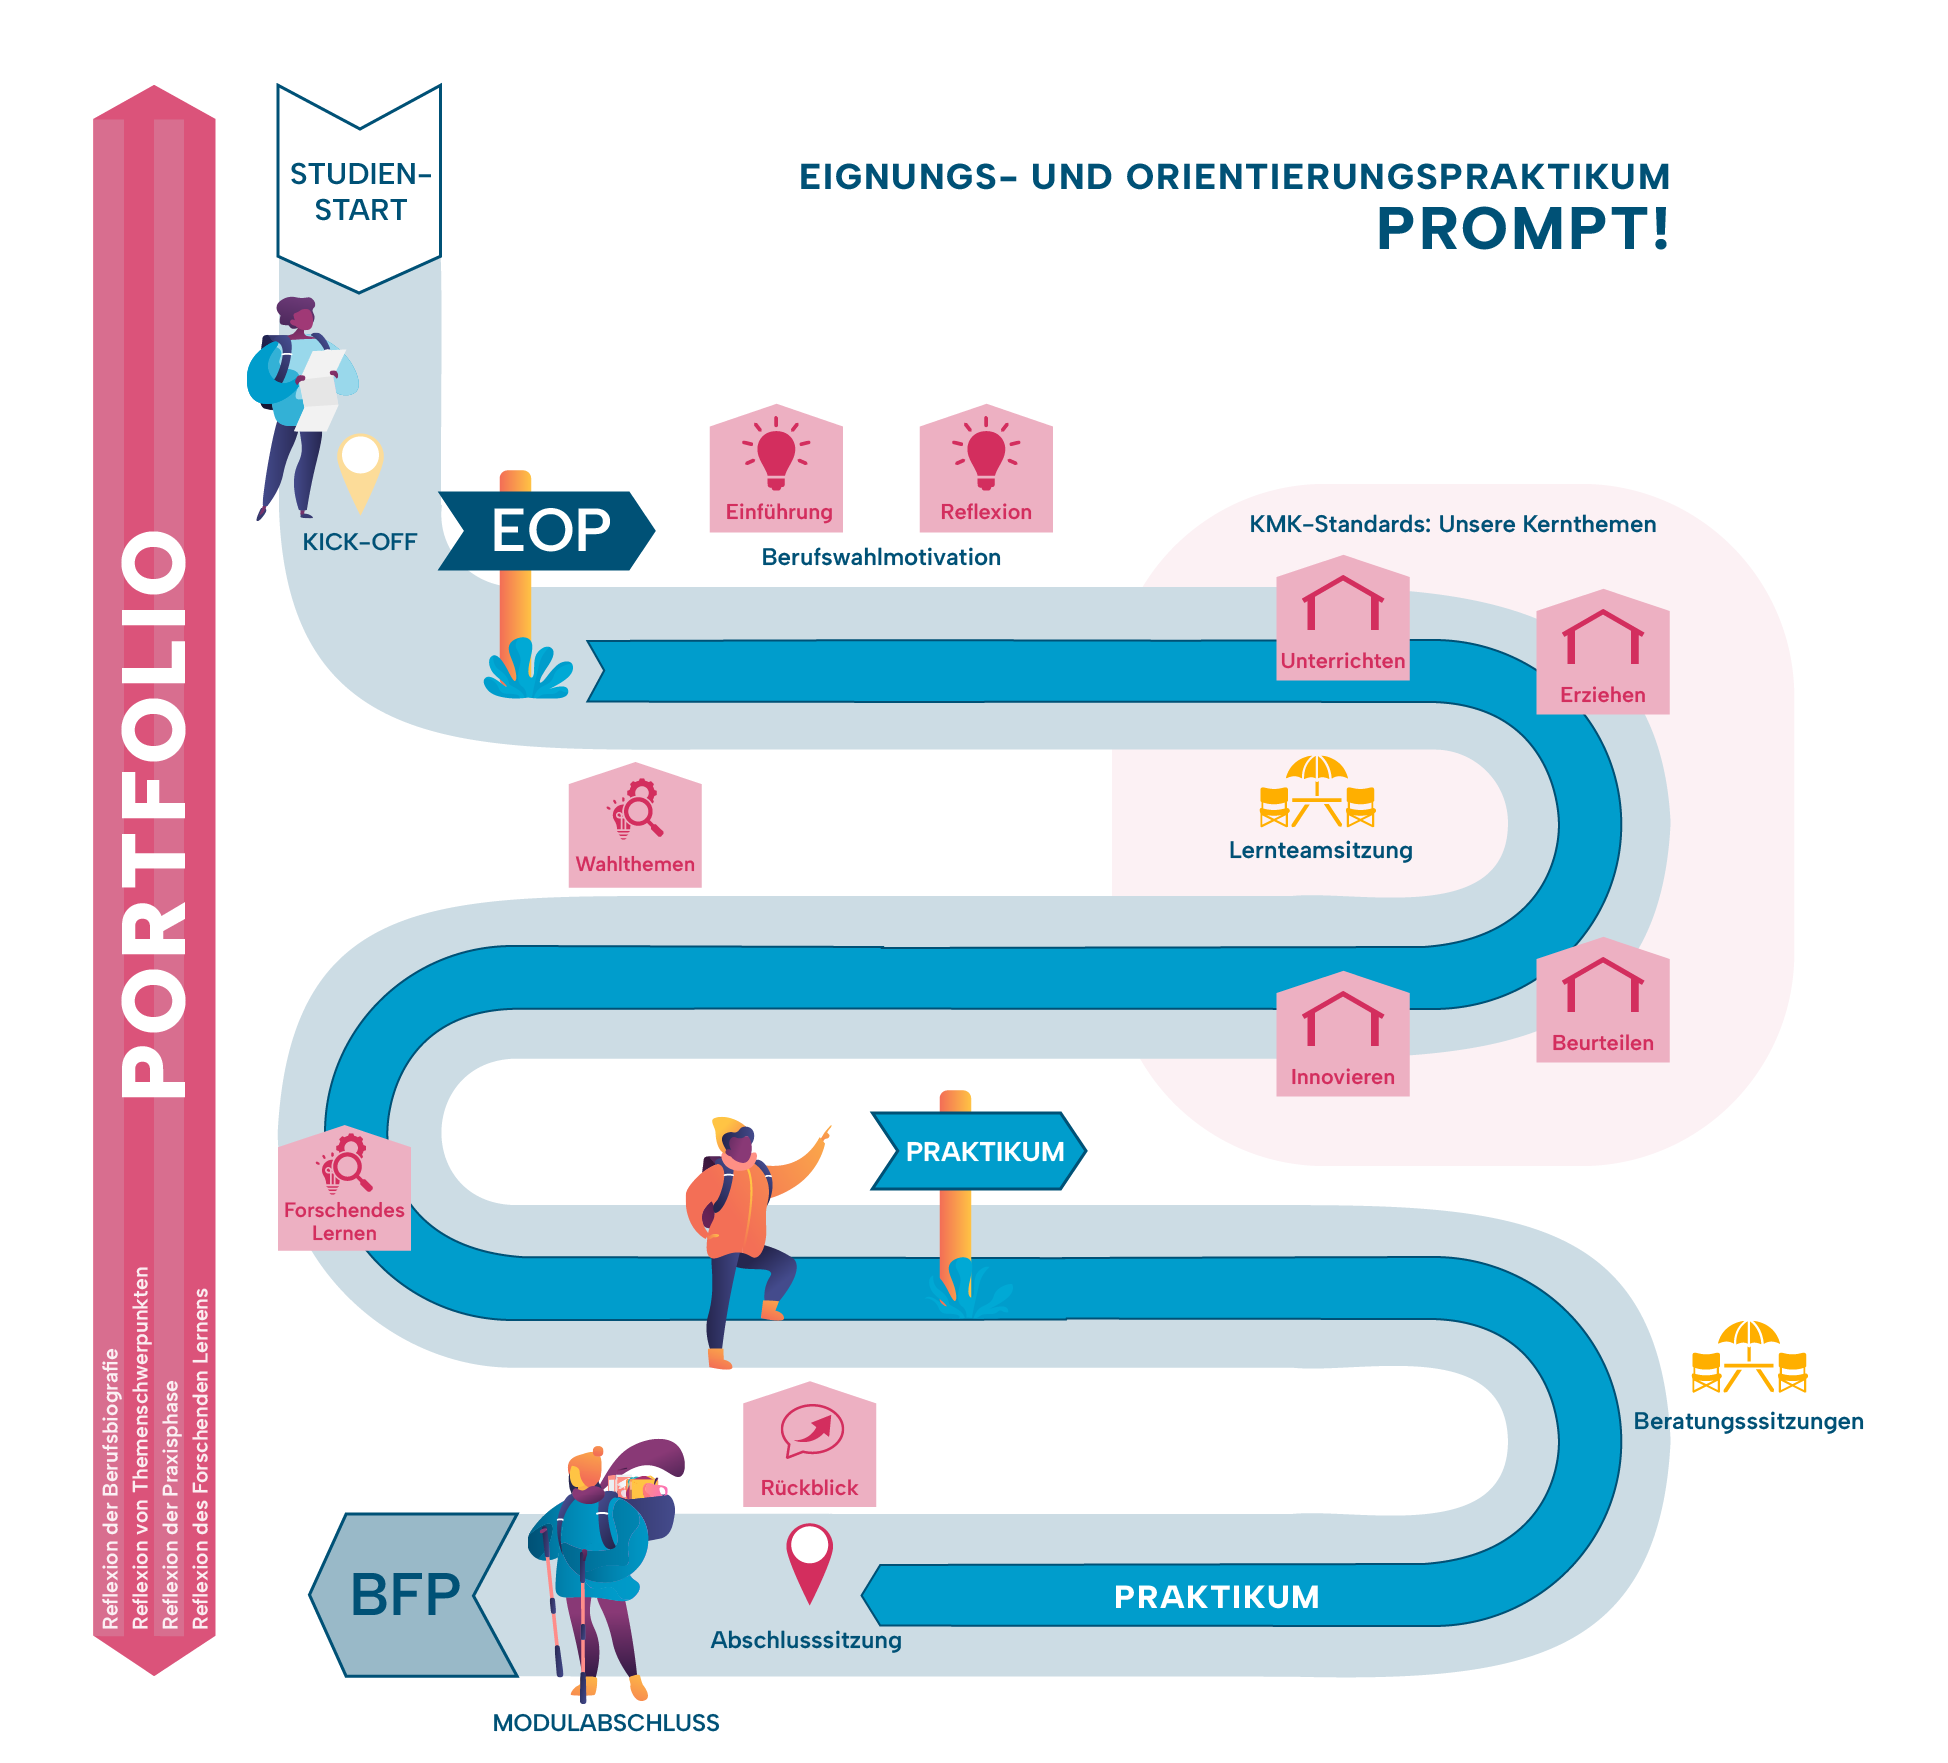 STUDIEN-
START
EIGNUNGS- UND ORIENTIERUNGSPRAKTIKUM
PROMPT!
KICK-OFF
EOP
Einführung
Reflexion
Berufswahlmotivation
KMK-Standards: Unsere Kernthemen
Unterrichten
Erziehen
Lernteamsitzung
Wahlthemen
Beurteilen
Innovieren
Forschendes
Lernen
PRAKTIKUM
Beratungsssitzungen
Rückblick
PRAKTIKUM
Abschlusssitzung
BFP
MODULABSCHLUSS
PORTFOLIO
Reflexion der Berufsbiografie
Reflexion von Themenschwerpunkten
Reflexion der Praxisphase
Reflexion des Forschenden Lernens